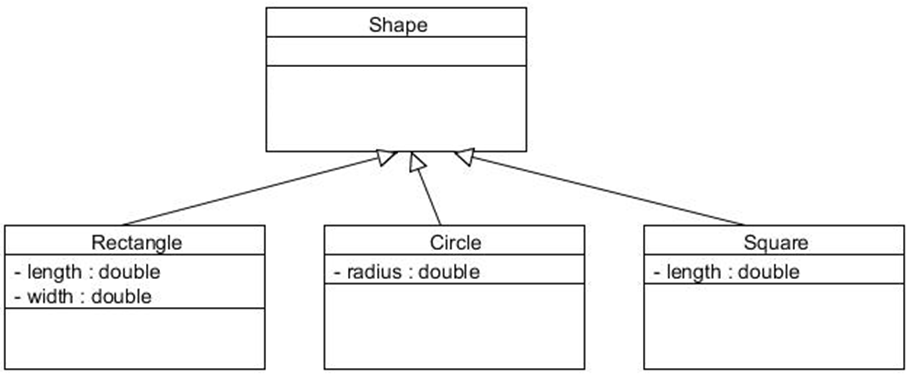 Shape
Rectangle
- length : double
- width : double
Circle
- radius : double
Square
- length : double